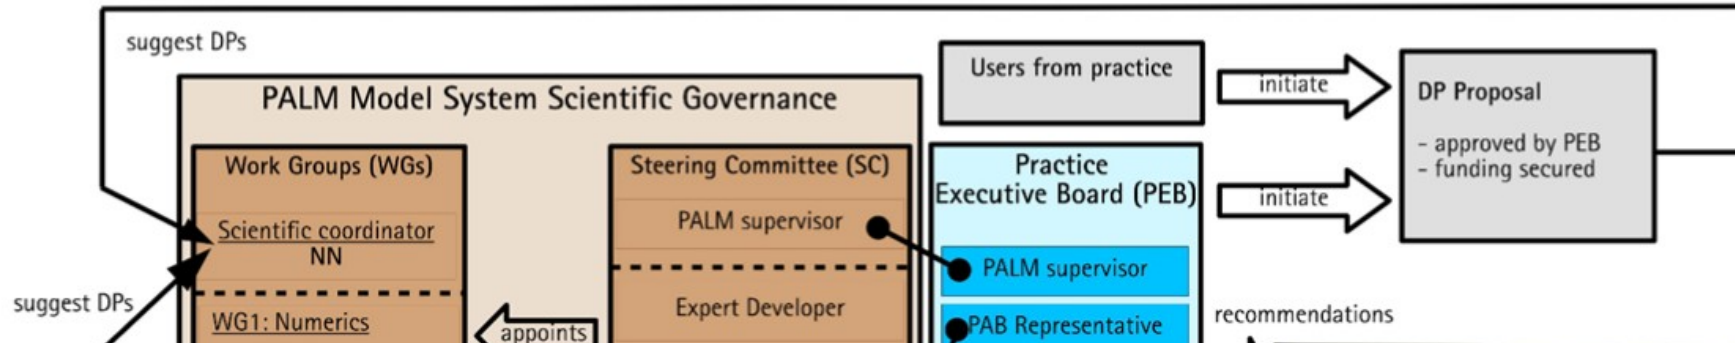 suggest DPs
PALM Model System Scientific Governance
Work Groups (WGs)
Scientific coordinator
NN
suggest DPs
WG1: Numerics
appoints
Steering Committee (SC)
PALM supervisor
Expert Developer
Users from practice
Practice
Executive Board (PEB)
PALM supervisor
PAB Representative
initiate
initiate
DP Proposal
- approved by PEB
- funding secured
recommendations